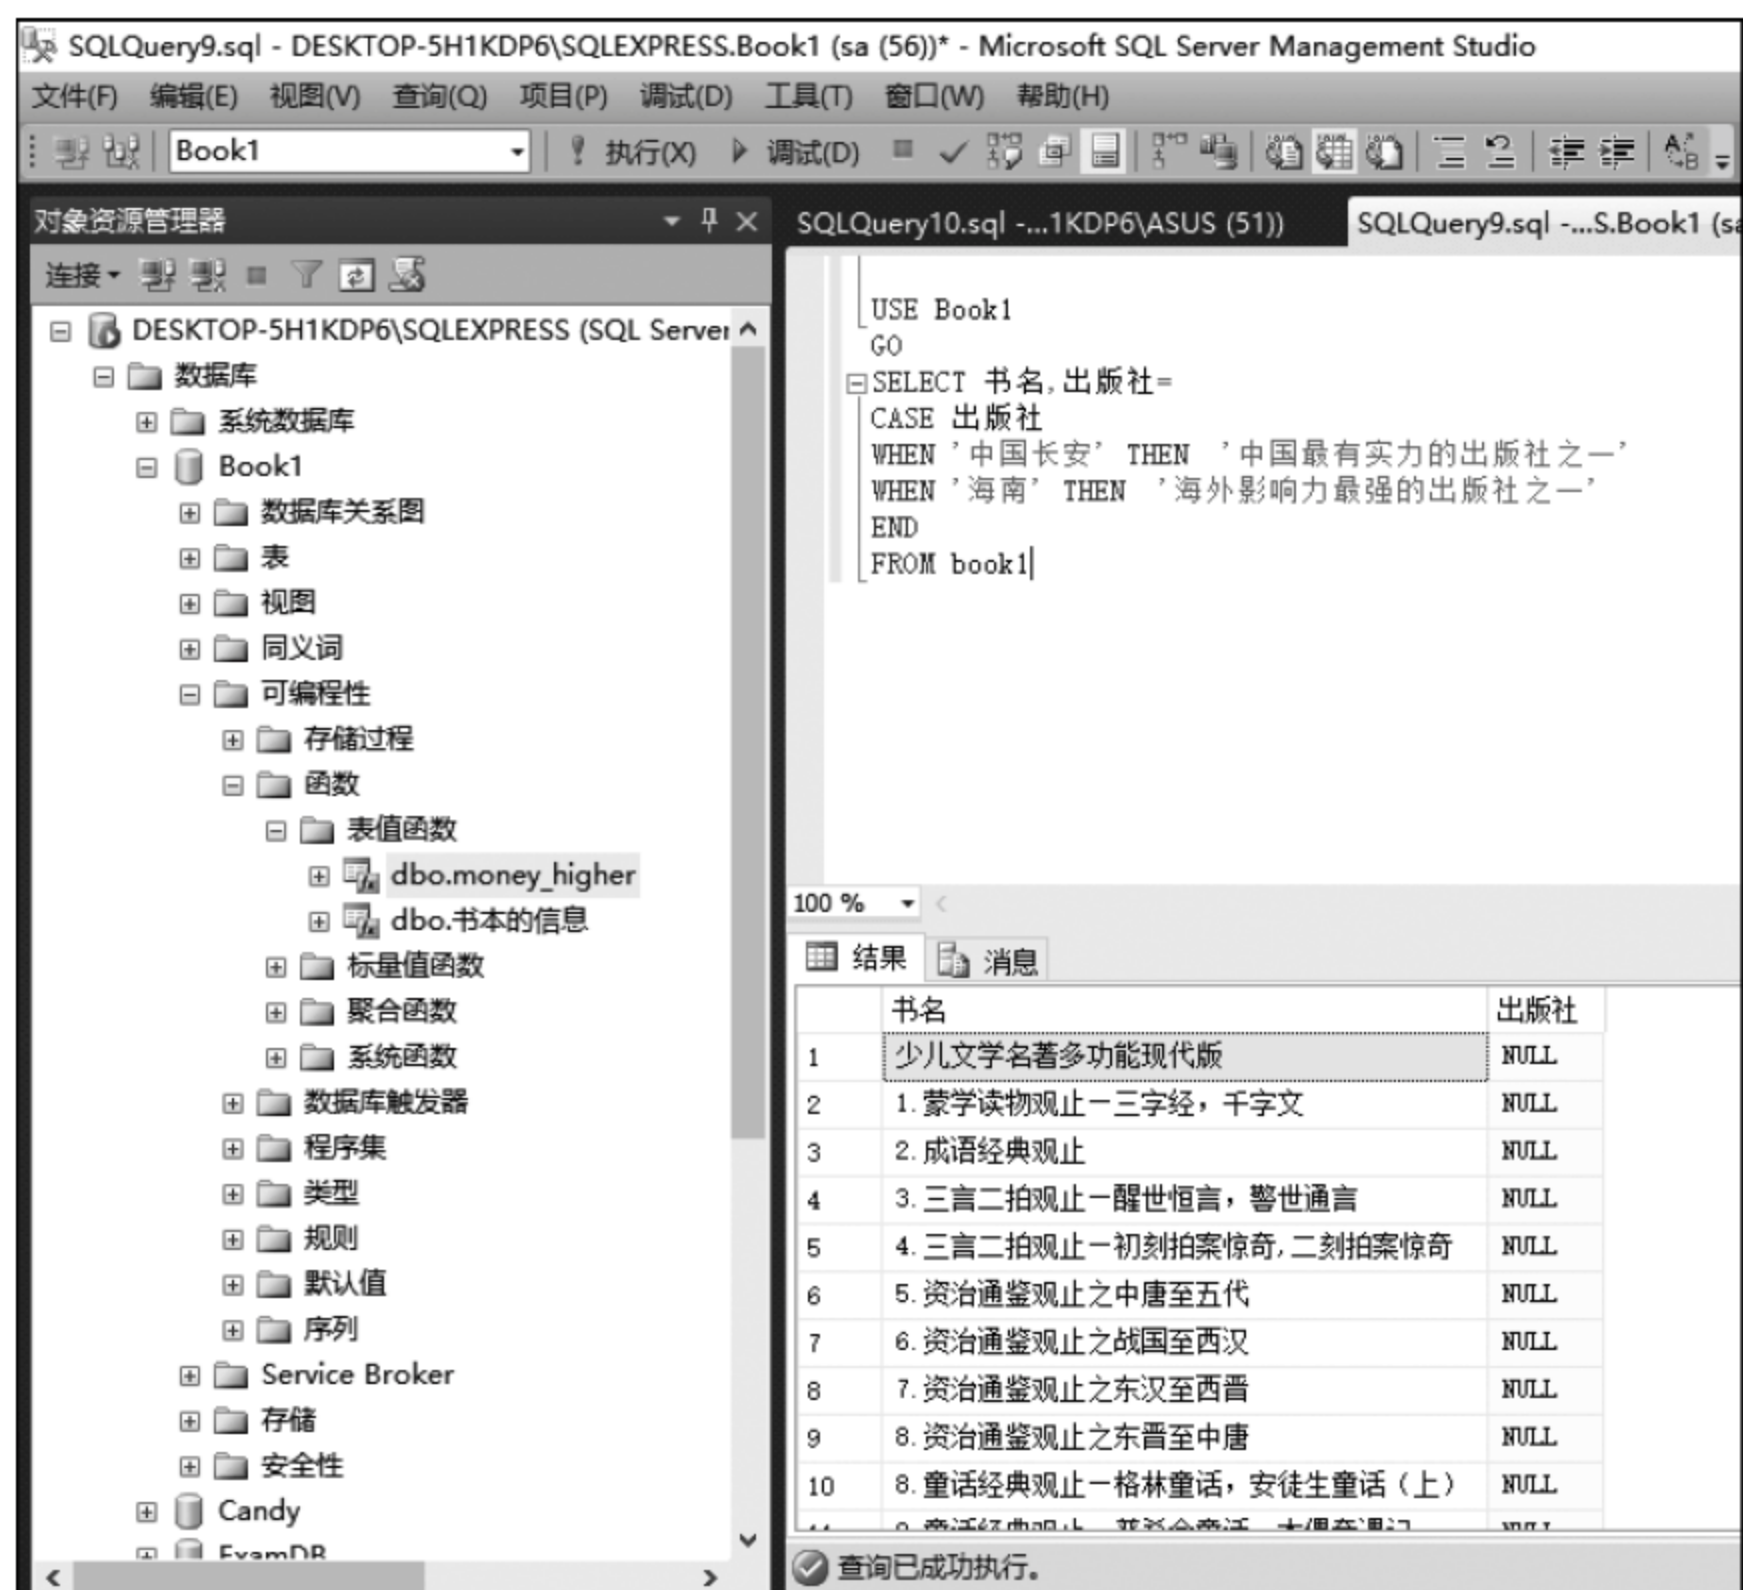 SQLQuery9.sql - DESKTOP-5H1KDP6\SQLEXPRESS.Book1 (sa (56))* - Microsoft SQL Server Management Studio
文件(F) 编辑(E) 视图(V) 查询(Q) 项目(P) 调试(D) 工具(T) 窗口(W) 帮助(H)
Book1 执行(X) 调试(D)
对象资源管理器
连接
DESKTOP-5H1KDP6\SQLEXPRESS (SQL Server
数据库
系统数据库
Book1
数据库关系图
表
视图
同义词
可编程性
存储过程
函数
表值函数
dbo.money_higher
dbo.书本的信息
标量值函数
聚合函数
系统函数
数据库触发器
程序集
类型
规则
默认值
序列
Service Broker
存储
安全性
Candy
ExamDB
SQLQuery10.sql -...1KDP6\ASUS (51)) SQLQuery9.sql -...S.Book1 (sa
USE Book1
GO
SELECT 书名,出版社=
CASE 出版社
WHEN '中国长安' THEN '中国最有实力的出版社之一'
WHEN '海南' THEN '海外影响力最强的出版社之一'
END
FROM book1
100 %
结果 消息
书名 出版社
1 少儿文学名著多功能现代版 NULL
2 1.蒙学读物观止－三字经，千字文 NULL
3 2.成语经典观止 NULL
4 3.三言二拍观止－醒世恒言，警世通言 NULL
5 4.三言二拍观止－初刻拍案惊奇,二刻拍案惊奇 NULL
6 5.资治通鉴观止之中唐至五代 NULL
7 6.资治通鉴观止之战国至西汉 NULL
8 7.资治通鉴观止之东汉至西晋 NULL
9 8.资治通鉴观止之东晋至中唐 NULL
10 8.童话经典观止－格林童话，安徒生童话（上） NULL
查询已成功执行。